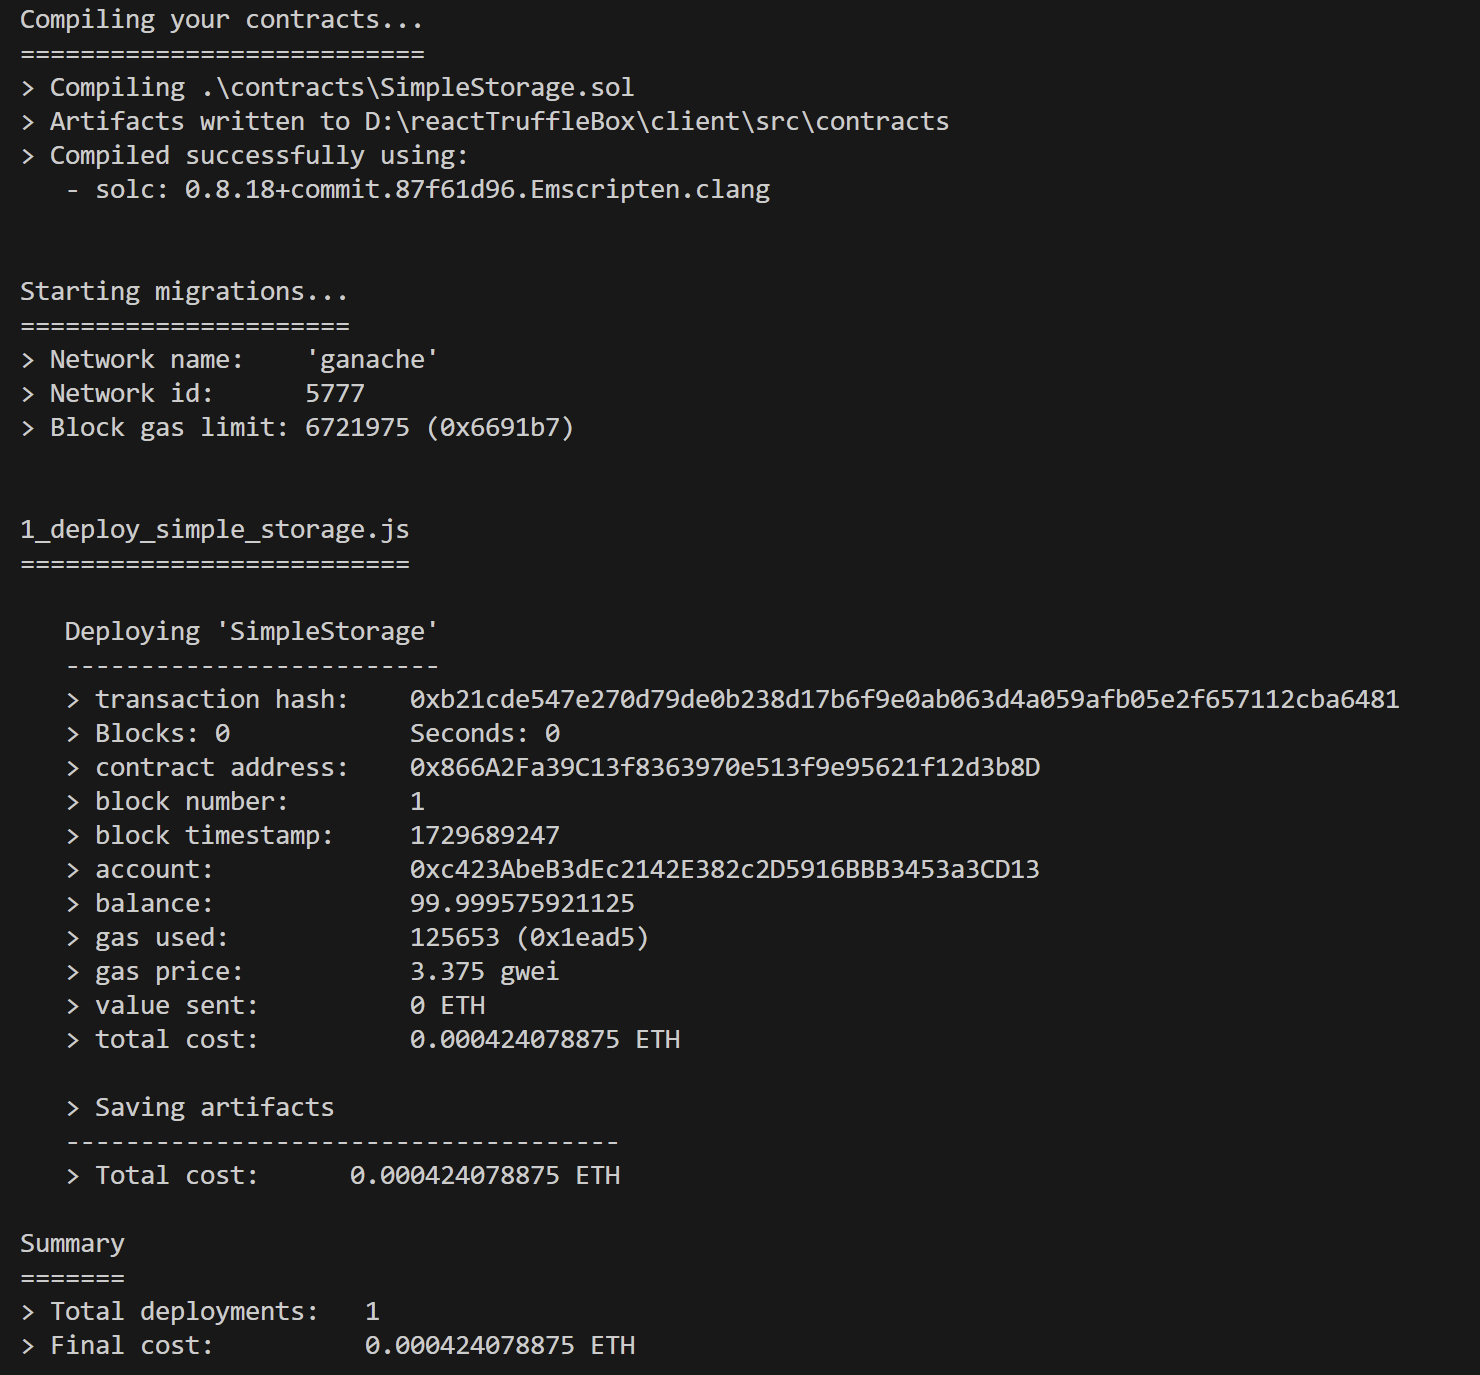 Compiling your contracts...
===========================
> Compiling .\contracts\SimpleStorage.sol
> Artifacts written to D:\reactTruffleBox\client\src\contracts
> Compiled successfully using:
   - solc: 0.8.18+commit.87f61d96.Emscripten.clang
Starting migrations...
======================
> Network name:    'ganache'
> Network id:      5777
> Block gas limit: 6721975 (0x6691b7)
1_deploy_simple_storage.js
==========================
   Deploying 'SimpleStorage'
   -------------------------
   > transaction hash:    0xb21cde547e270d79de0b238d17b6f9e0ab063d4a059afb05e2f657112cba6481
   > Blocks: 0            Seconds: 0
   > contract address:    0x866A2Fa39C13f8363970e513f9e95621f12d3b8D
   > block number:        1
   > block timestamp:     1729689247
   > account:             0xc423AbeB3dEc2142E382c2D5916BBB3453a3CD13
   > balance:             99.999575921125
   > gas used:            125653 (0x1ead5)
   > gas price:           3.375 gwei
   > value sent:          0 ETH
   > total cost:          0.000424078875 ETH
   > Saving artifacts
   -------------------------------------
   > Total cost:      0.000424078875 ETH
Summary
=======
> Total deployments:   1
> Final cost:          0.000424078875 ETH